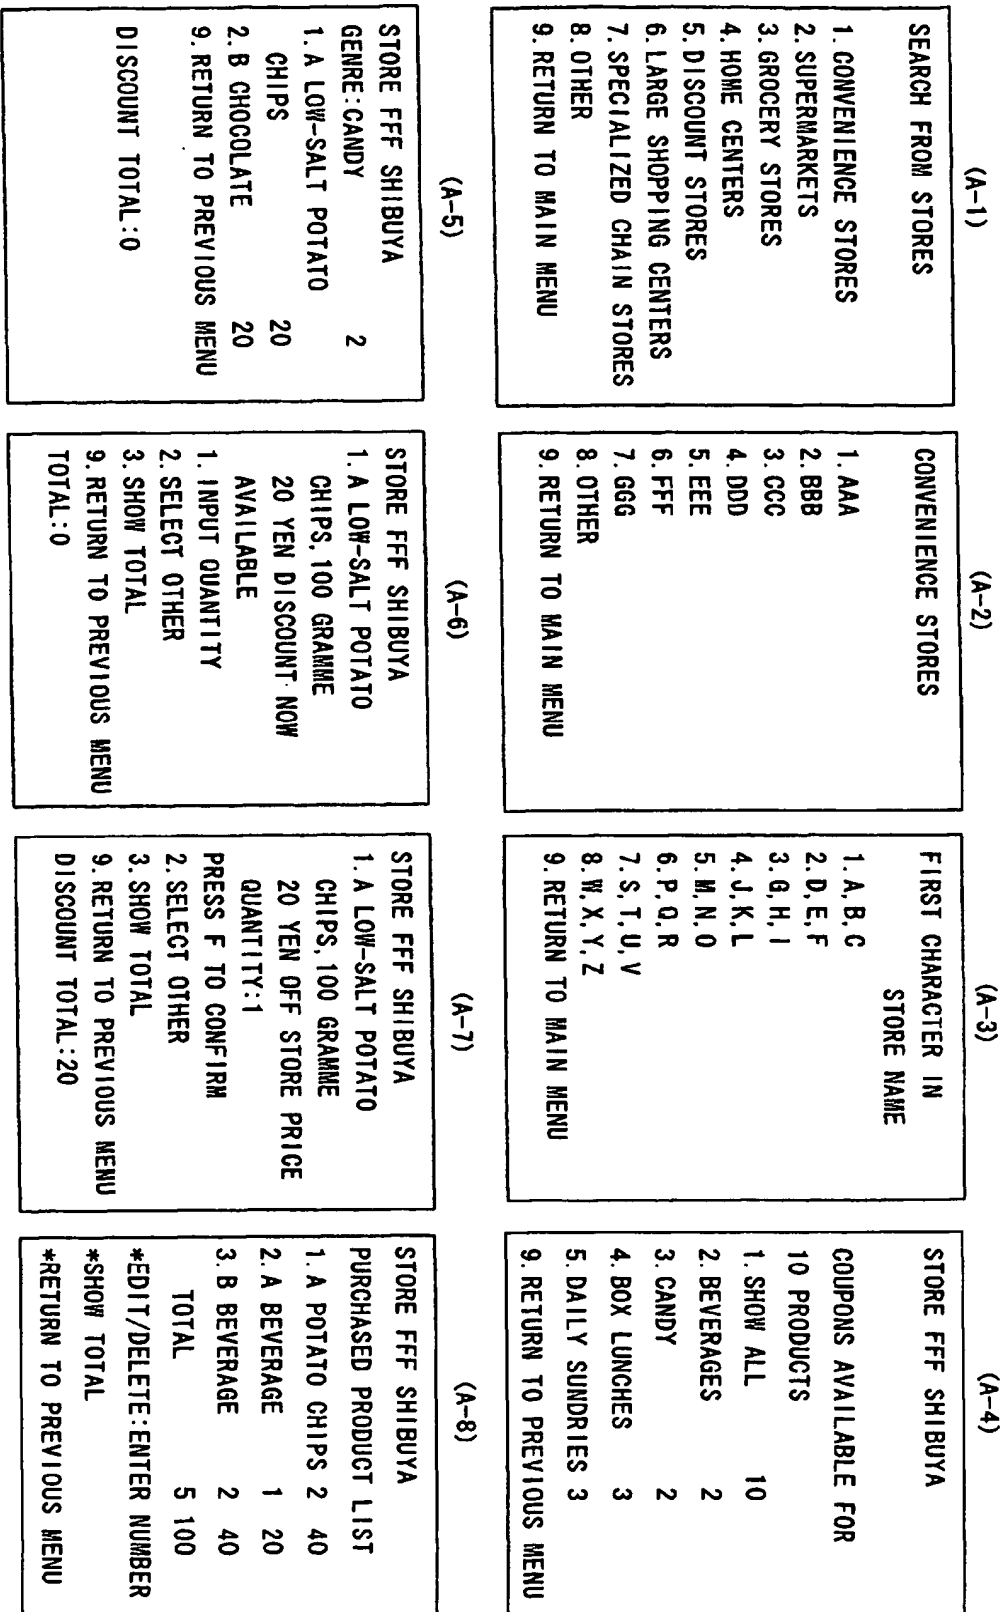 (A-1)
SEARCH FROM STORES
1. CONVENIENCE STORES
2. SUPERMARKETS
3. GROCERY STORES
4. HOME CENTERS
5. DISCOUNT STORES
6. LARGE SHOPPING CENTERS
7. SPECIALIZED CHAIN STORES
8. OTHER
9. RETURN TO MAIN MENU
(A-2)
CONVENIENCE STORES
1. AAA
2. BBB
3. CCC
4. DDD
5. EEE
6. FFF
7. GGG
8. OTHER
9. RETURN TO MAIN MENU
(A-3)
FIRST CHARACTER IN
STORE NAME
1. A, B, C
2. D, E, F
3. G, H, I
4. J, K, L
5. M, N, O
6. P, Q, R
7. S, T, U, V
8. W, X, Y, Z
9. RETURN TO MAIN MENU
(A-4)
STORE FFF SHIBUYA
COUPONS AVAILABLE FOR
10 PRODUCTS
1. SHOW ALL 10
2. BEVERAGES 2
3. CANDY 2
4. BOX LUNCHES 3
5. DAILY SUNDRIES 3
9. RETURN TO PREVIOUS MENU
(A-5)
STORE FFF SHIBUYA
GENRE:CANDY 2
1. A LOW-SALT POTATO
CHIPS 20
2. B CHOCOLATE 20
9. RETURN TO PREVIOUS MENU
DISCOUNT TOTAL:0
(A-6)
STORE FFF SHIBUYA
1. A LOW-SALT POTATO
CHIPS, 100 GRAMME
20 YEN DISCOUNT NOW
AVAILABLE
1. INPUT QUANTITY
2. SELECT OTHER
3. SHOW TOTAL
9. RETURN TO PREVIOUS MENU
TOTAL:0
(A-7)
STORE FFF SHIBUYA
1. A LOW-SALT POTATO
CHIPS, 100 GRAMME
20 YEN OFF STORE PRICE
QUANTITY:1
PRESS F TO CONFIRM
2. SELECT OTHER
3. SHOW TOTAL
9. RETURN TO PREVIOUS MENU
DISCOUNT TOTAL:20
(A-8)
STORE FFF SHIBUYA
PURCHASED PRODUCT LIST
1. A POTATO CHIPS 2 40
2. A BEVERAGE 1 20
3. B BEVERAGE 2 40
TOTAL 5 100
*EDIT/DELETE:ENTER NUMBER
*SHOW TOTAL
*RETURN TO PREVIOUS MENU